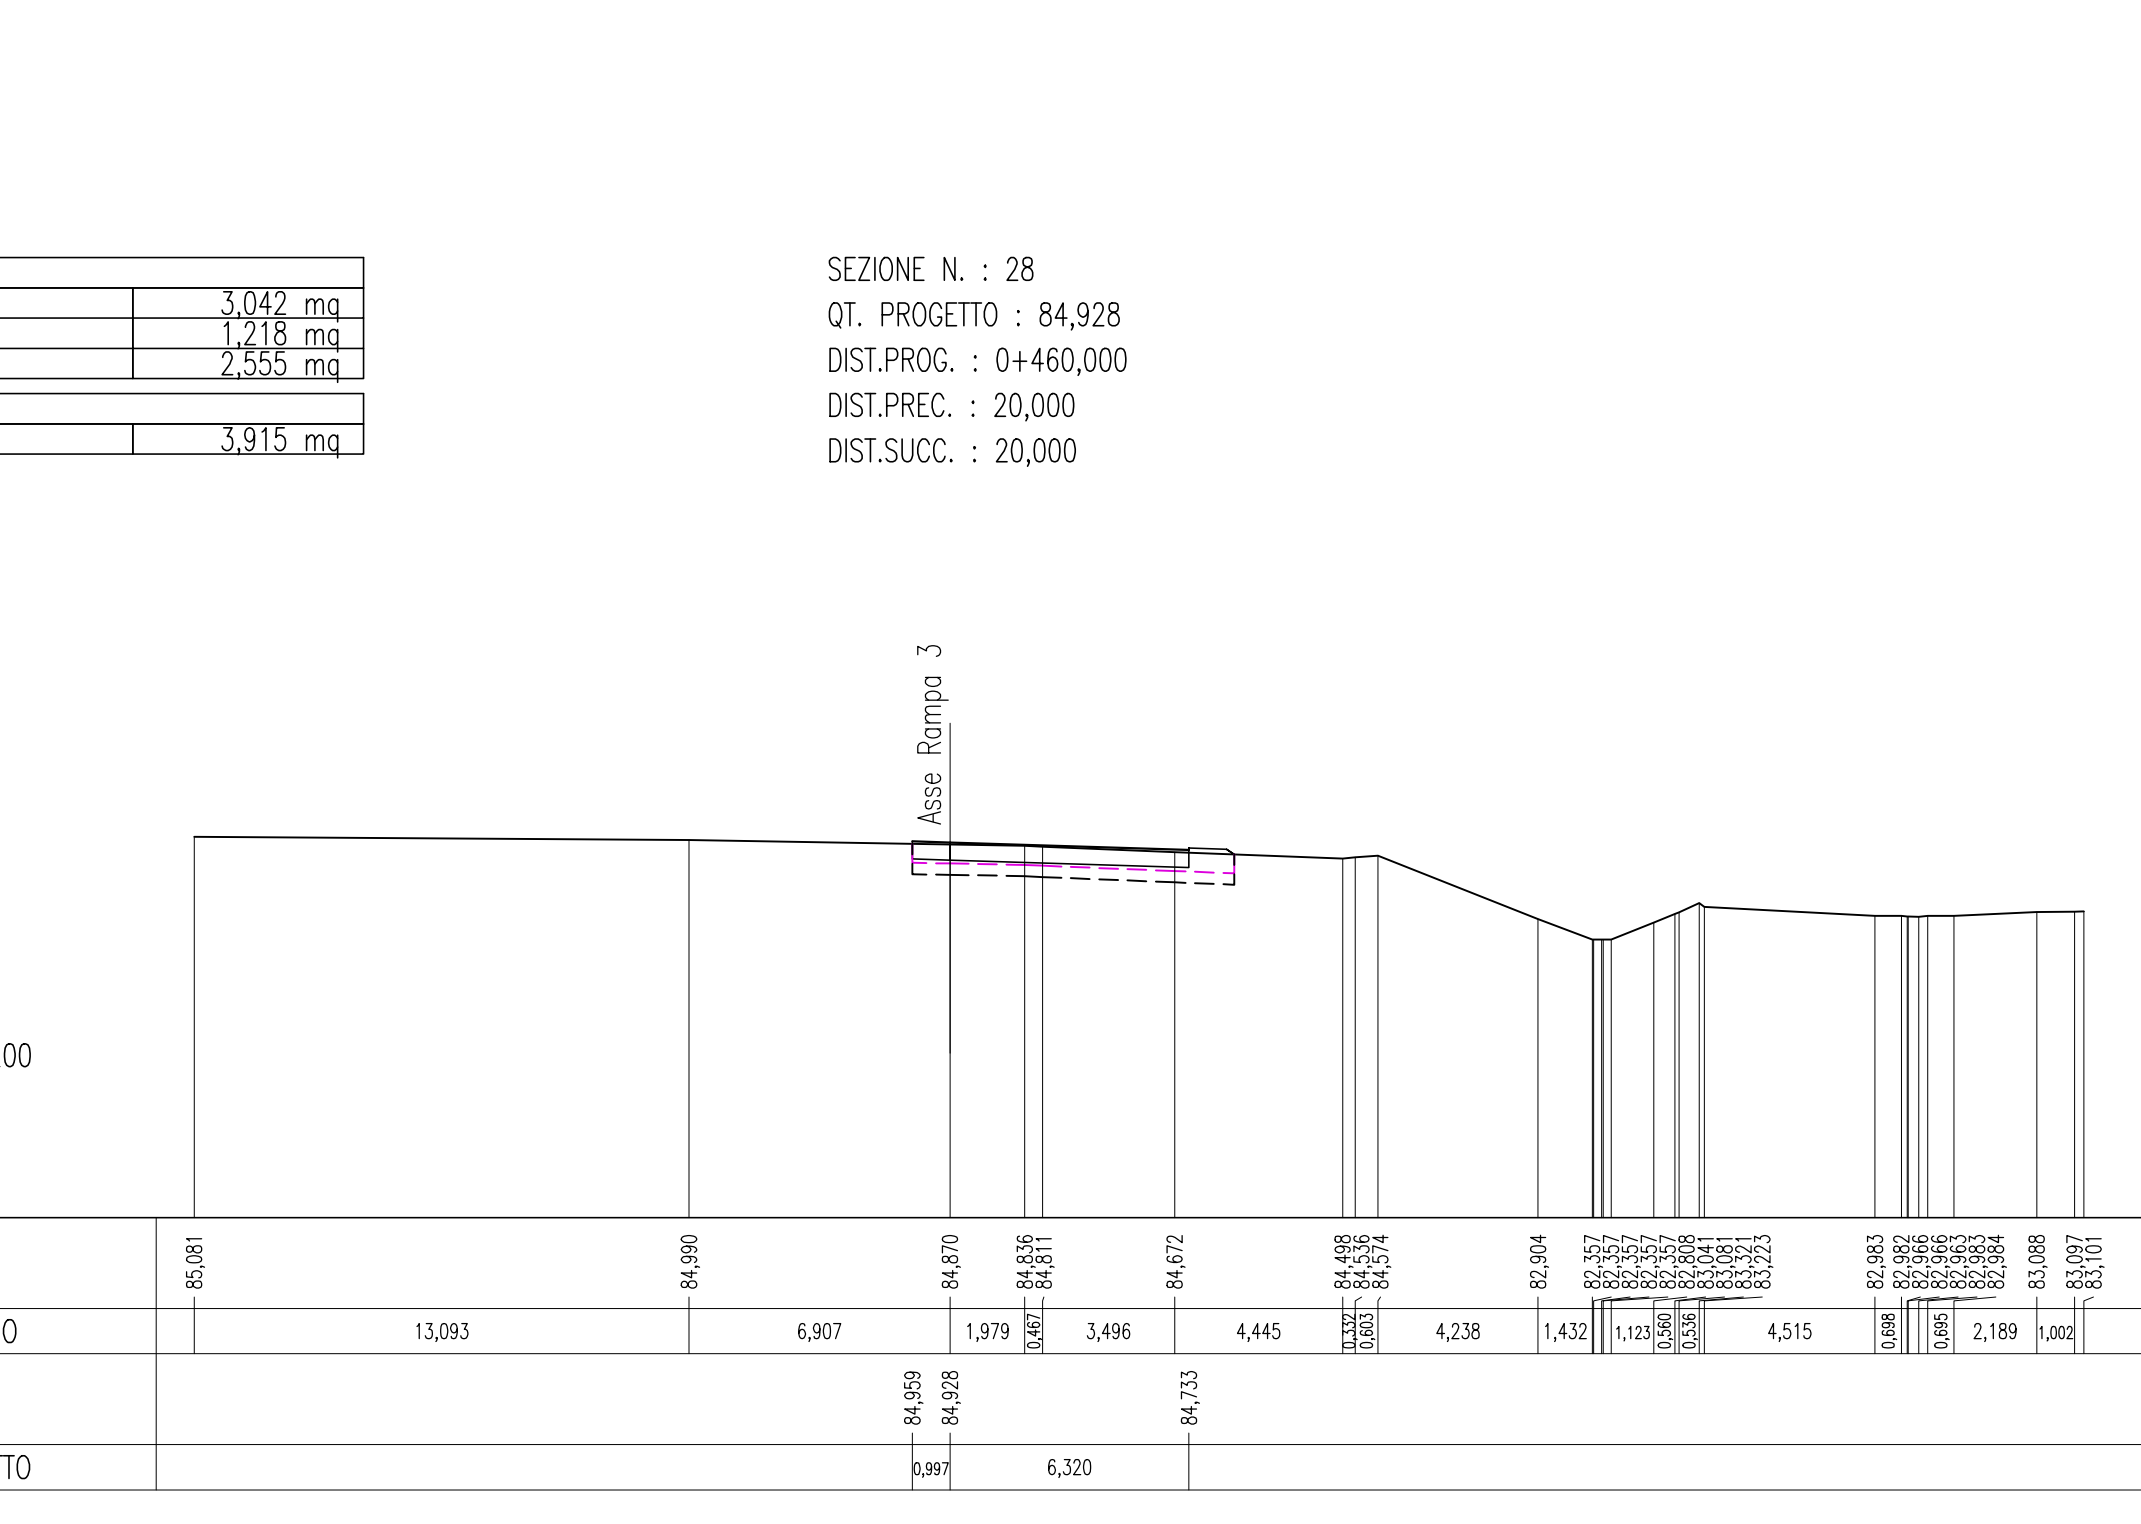 3,042 mq
1,218 mq
2,555 mq
3,915 mq
SEZIONE N. : 28
QT. PROGETTO : 84,928
DIST.PROG. : 0+460,000
DIST.PREC. : 20,000
DIST.SUCC. : 20,000
Asse Rampa 3
00
85,081 84,990 84,870 84,836 84,811 84,672 84,498 84,536 84,574 82,904 82,357 82,357 82,357 82,357 82,357 82,808 83,041 83,081 83,321 83,223 82,983 82,982 82,966 82,966 82,963 82,983 82,984 83,088 83,097 83,101
O 13,093 6,907 1,979 0,467 3,496 4,445 0,332 0,603 4,238 1,432 1,123 0,560 0,536 4,515 0,698 0,695 2,189 1,002
84,959 84,928 84,733
TO 0,997 6,320